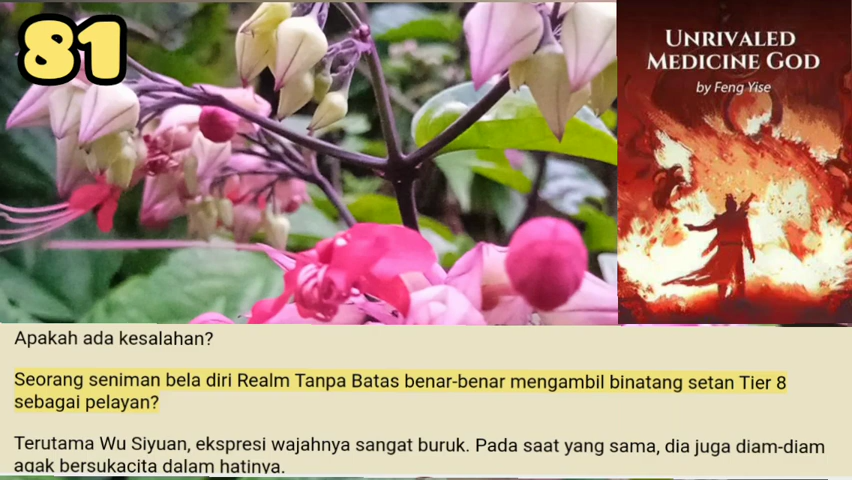 81
UNRIVALED
MEDICINE GOD
by Feng Yise
Apakah ada kesalahan?
Seorang seniman bela diri Realm Tanpa Batas benar-benar mengambil binatang setan Tier 8
sebagai pelayan?
Terutama Wu Siyuan, ekspresi wajahnya sangat buruk. Pada saat yang sama, dia juga diam-diam
agak bersukacita dalam hatinya.